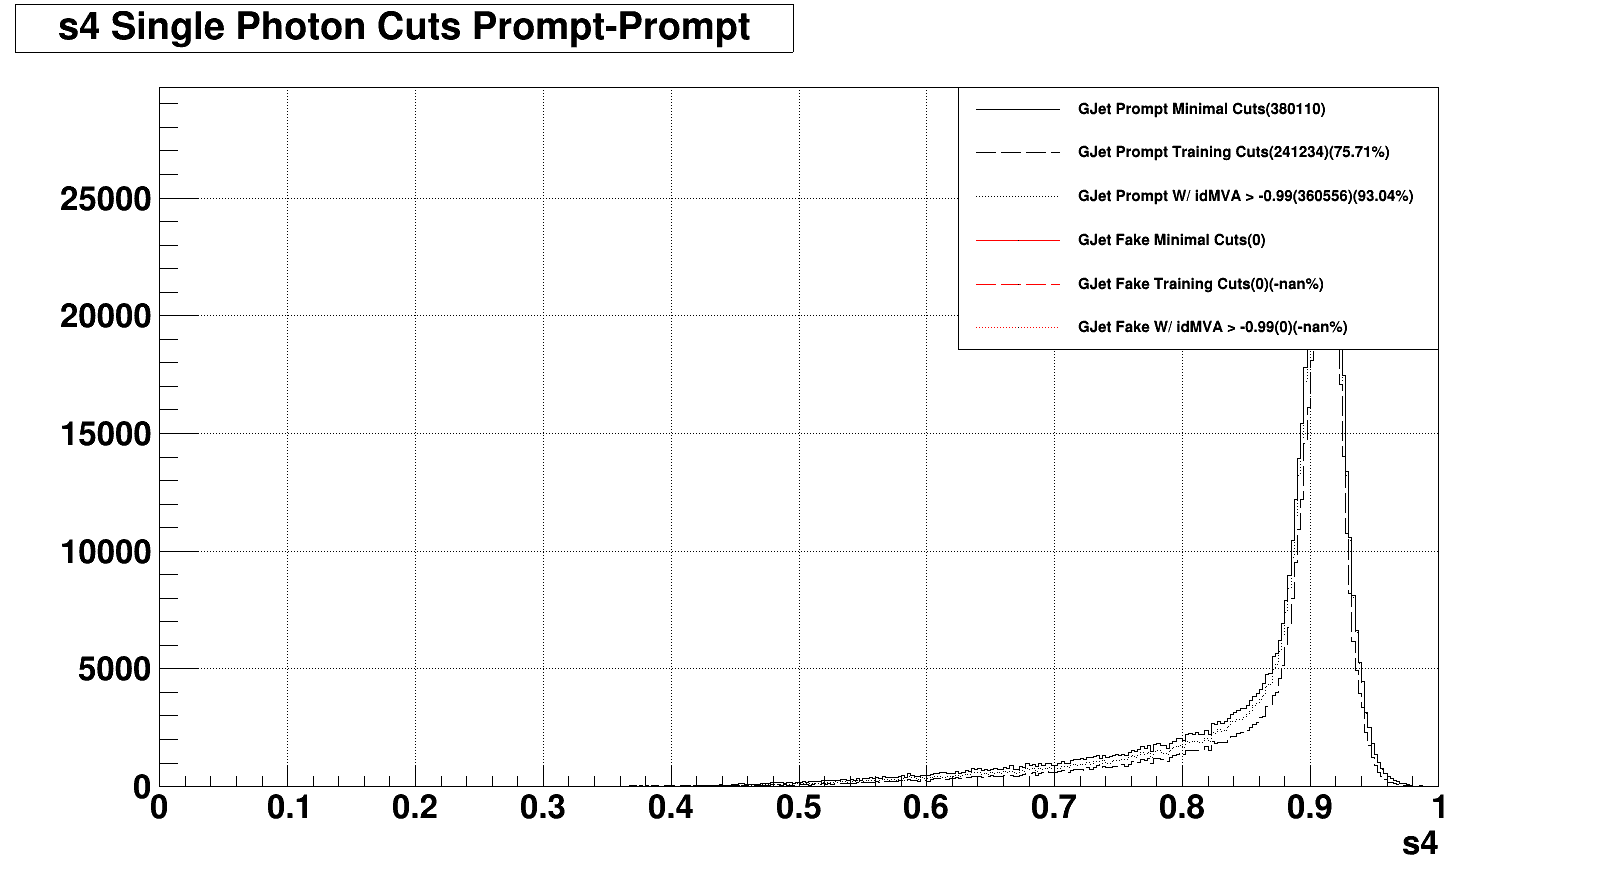 s4 Single Photon Cuts Prompt-Prompt
GJet Prompt Minimal Cuts(380110)
GJet Prompt Training Cuts(241234)(75.71%)
GJet Prompt W/ idMVA > -0.99(360556)(93.04%)
GJet Fake Minimal Cuts(0)
GJet Fake Training Cuts(0)(-nan%)
GJet Fake W/ idMVA > -0.99(0)(-nan%)
25000
20000
15000
10000
5000
0
0 0.1 0.2 0.3 0.4 0.5 0.6 0.7 0.8 0.9 1
s4